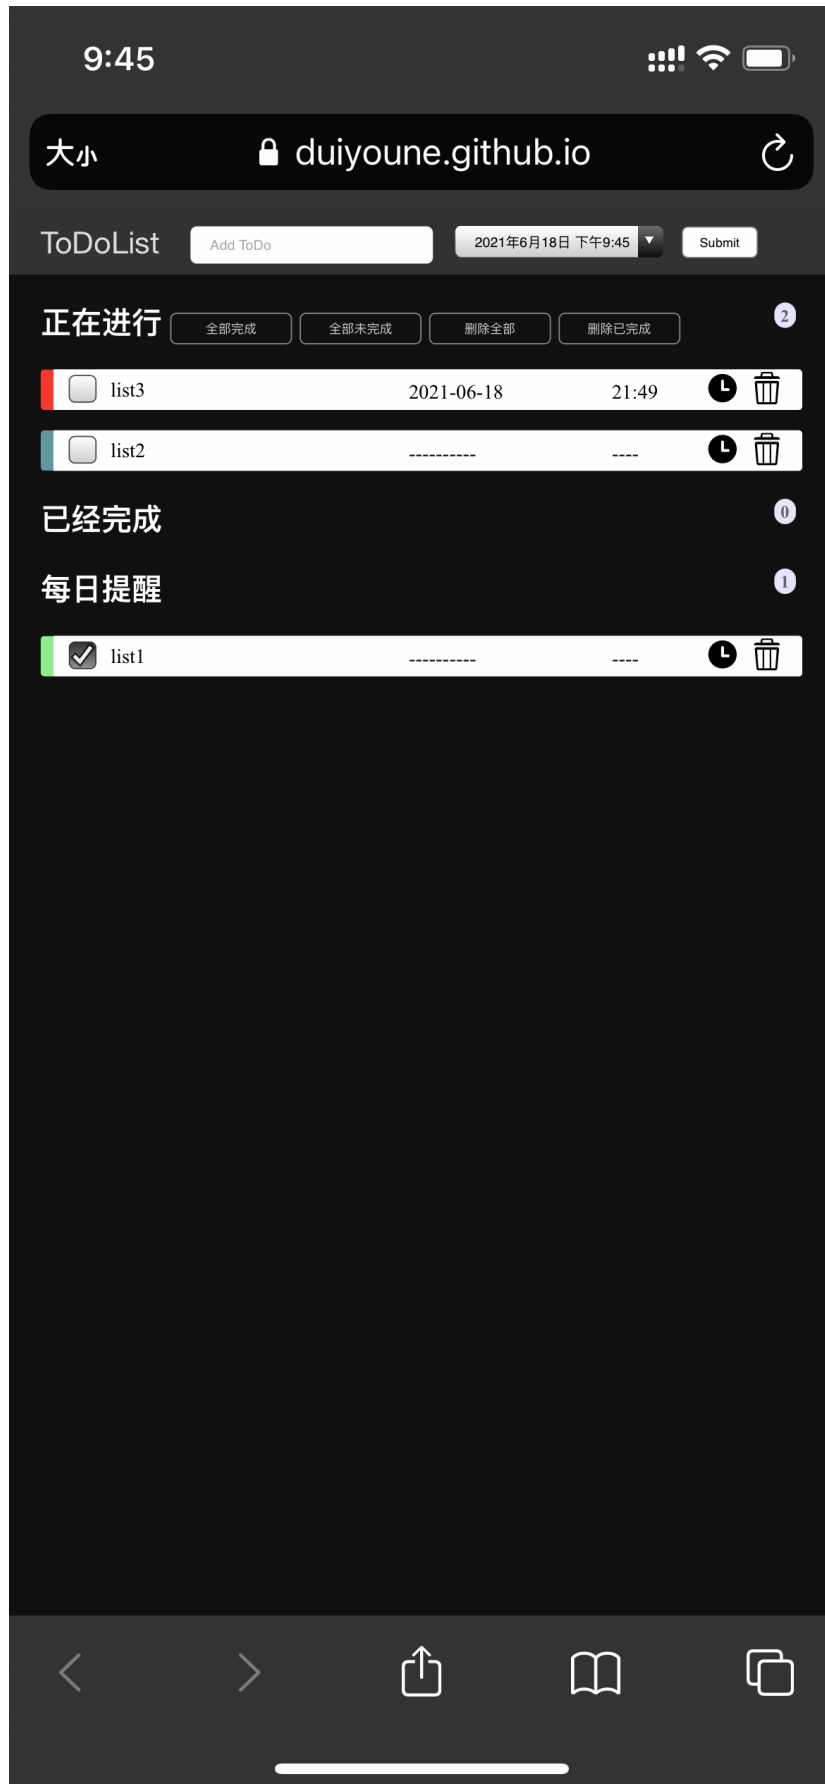 9:45
大小 duiyoune.github.io
ToDoList Add ToDo 2021年6月18日 下午9:45 Submit
正在进行 全部完成 全部未完成 删除全部 删除已完成 2
list3 2021-06-18 21:49
list2 ---------- ----
已经完成 0
每日提醒 1
list1 ---------- ----